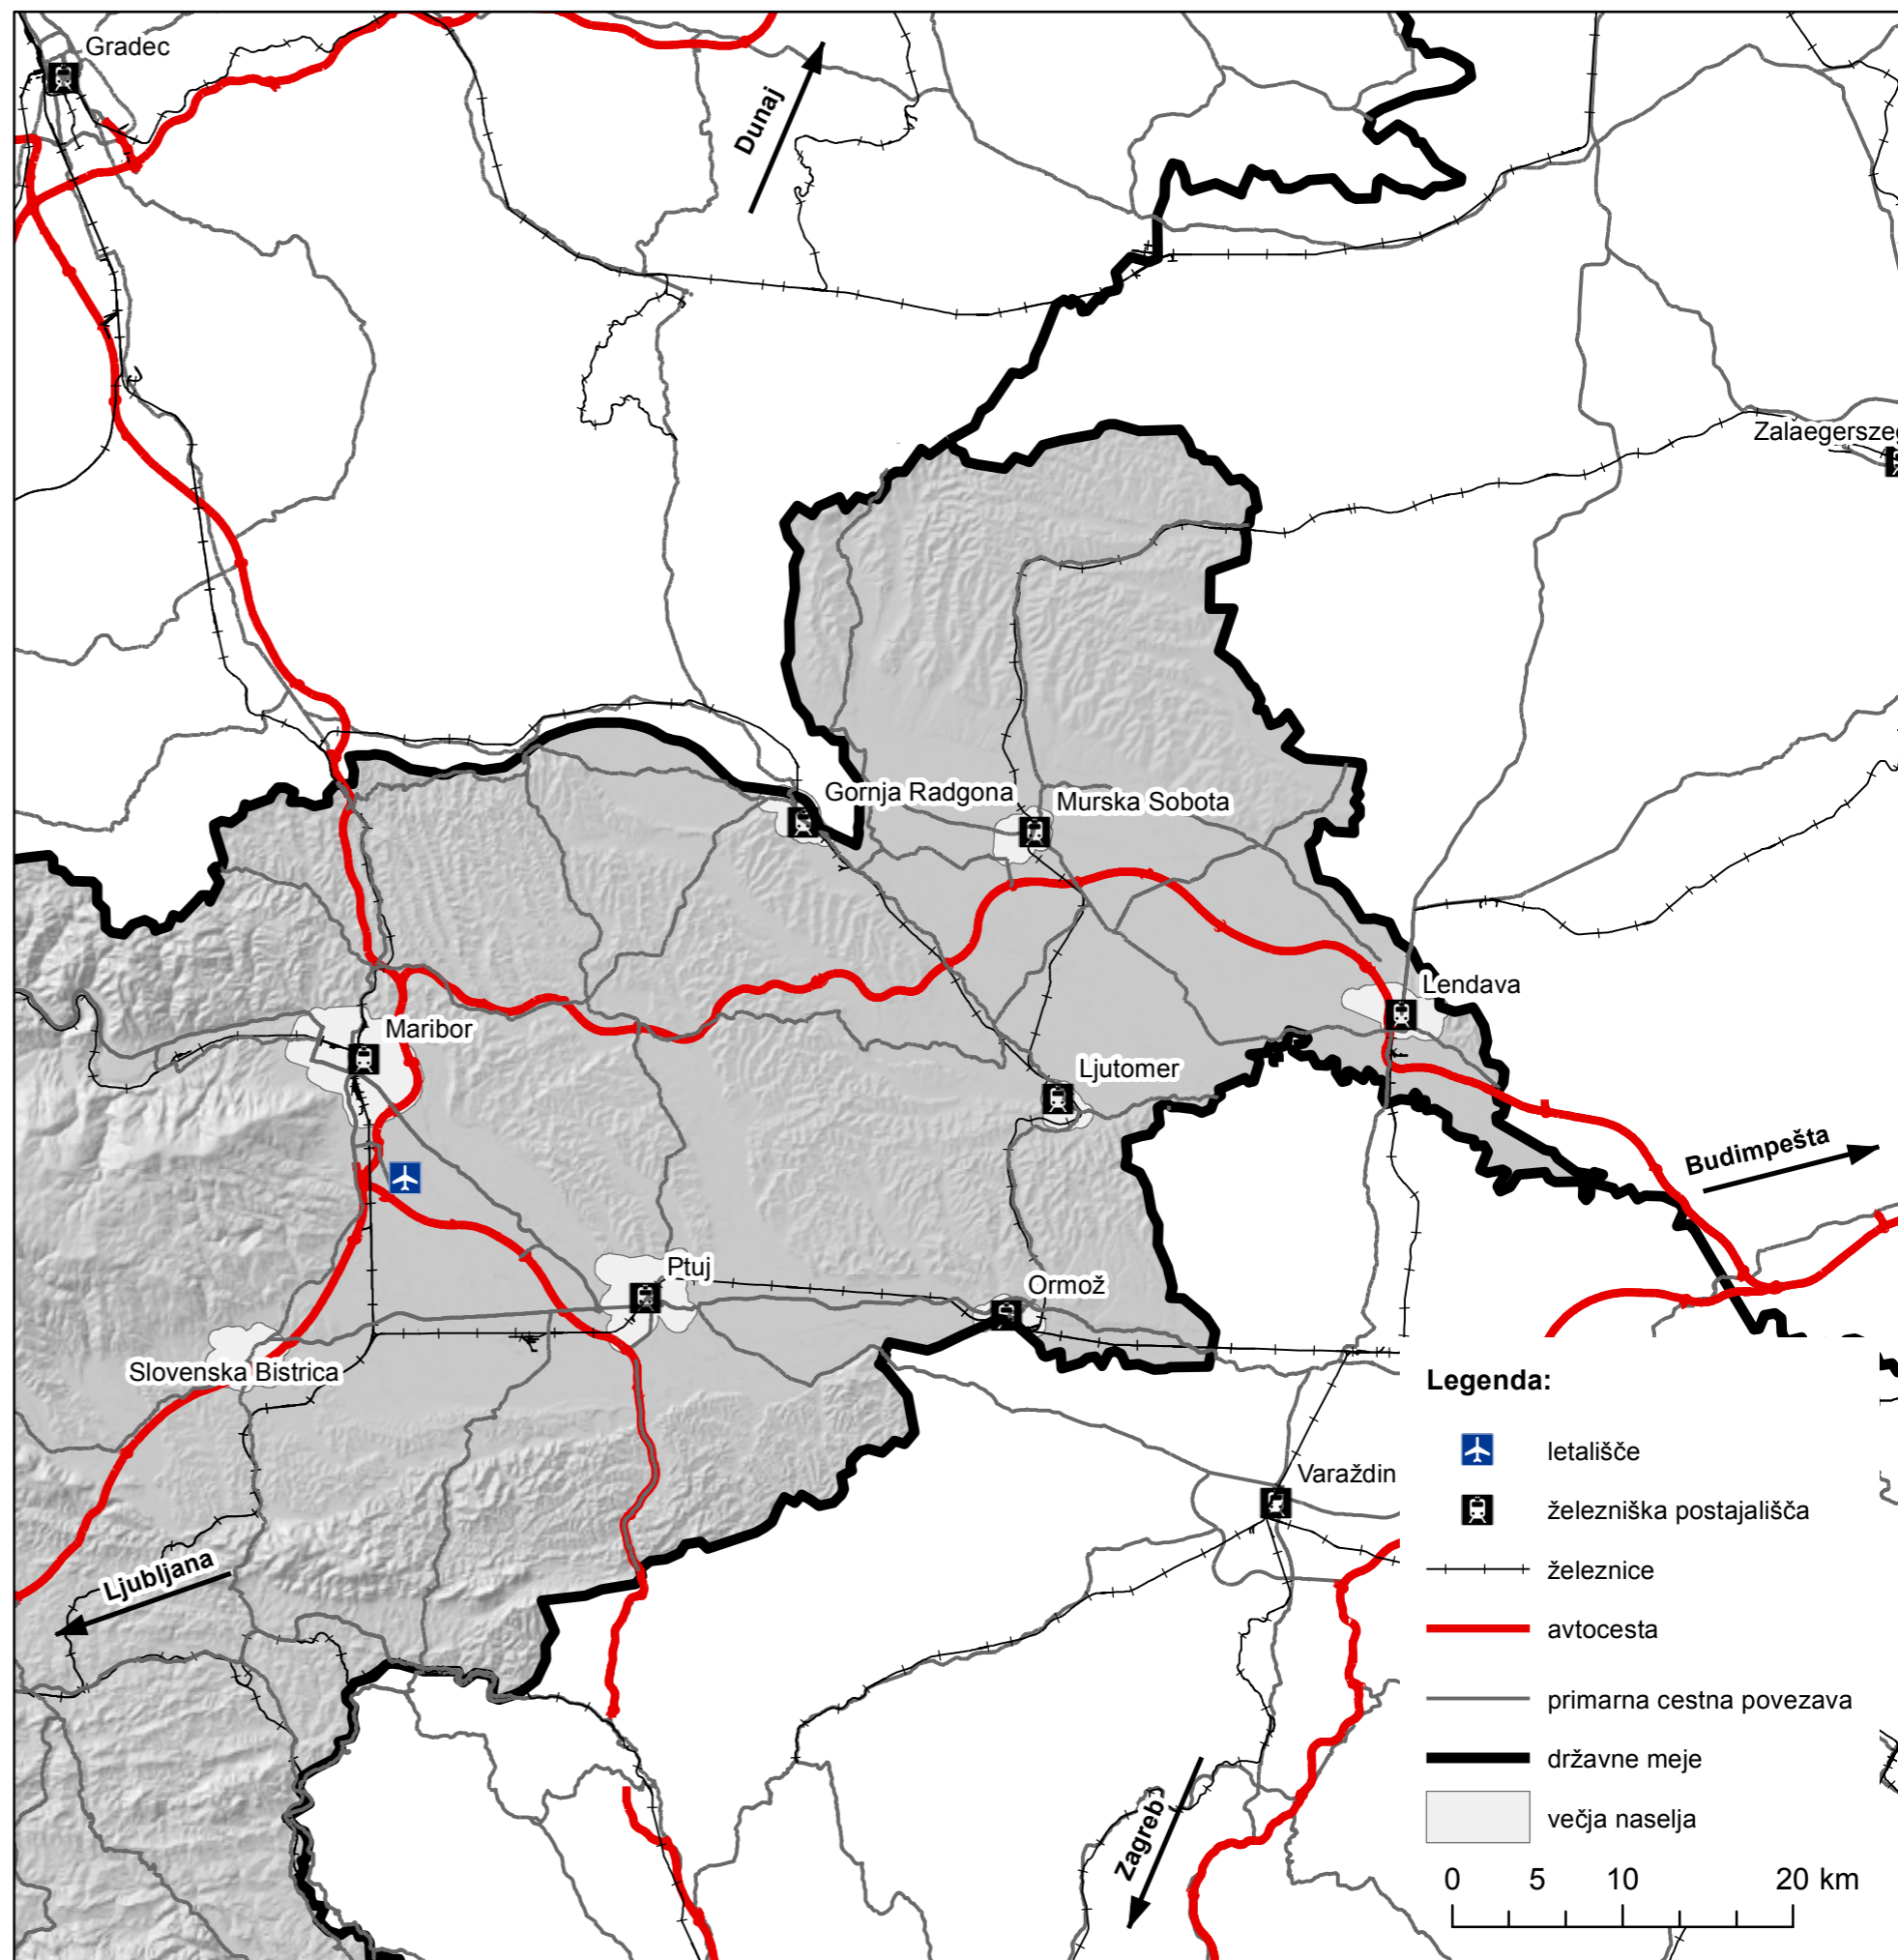 Gradec
Dunaj
Zalaegerszeg
Gornja Radgona
Murska Sobota
Lendava
Maribor
Ljutomer
Budimpešta
Ptuj
Ormož
Slovenska Bistrica
Varaždin
Ljubljana
Zagreb
Legenda:
letališče
železniška postajališča
železnice
avtocesta
primarna cestna povezava
državne meje
večja naselja
0 5 10 20 km